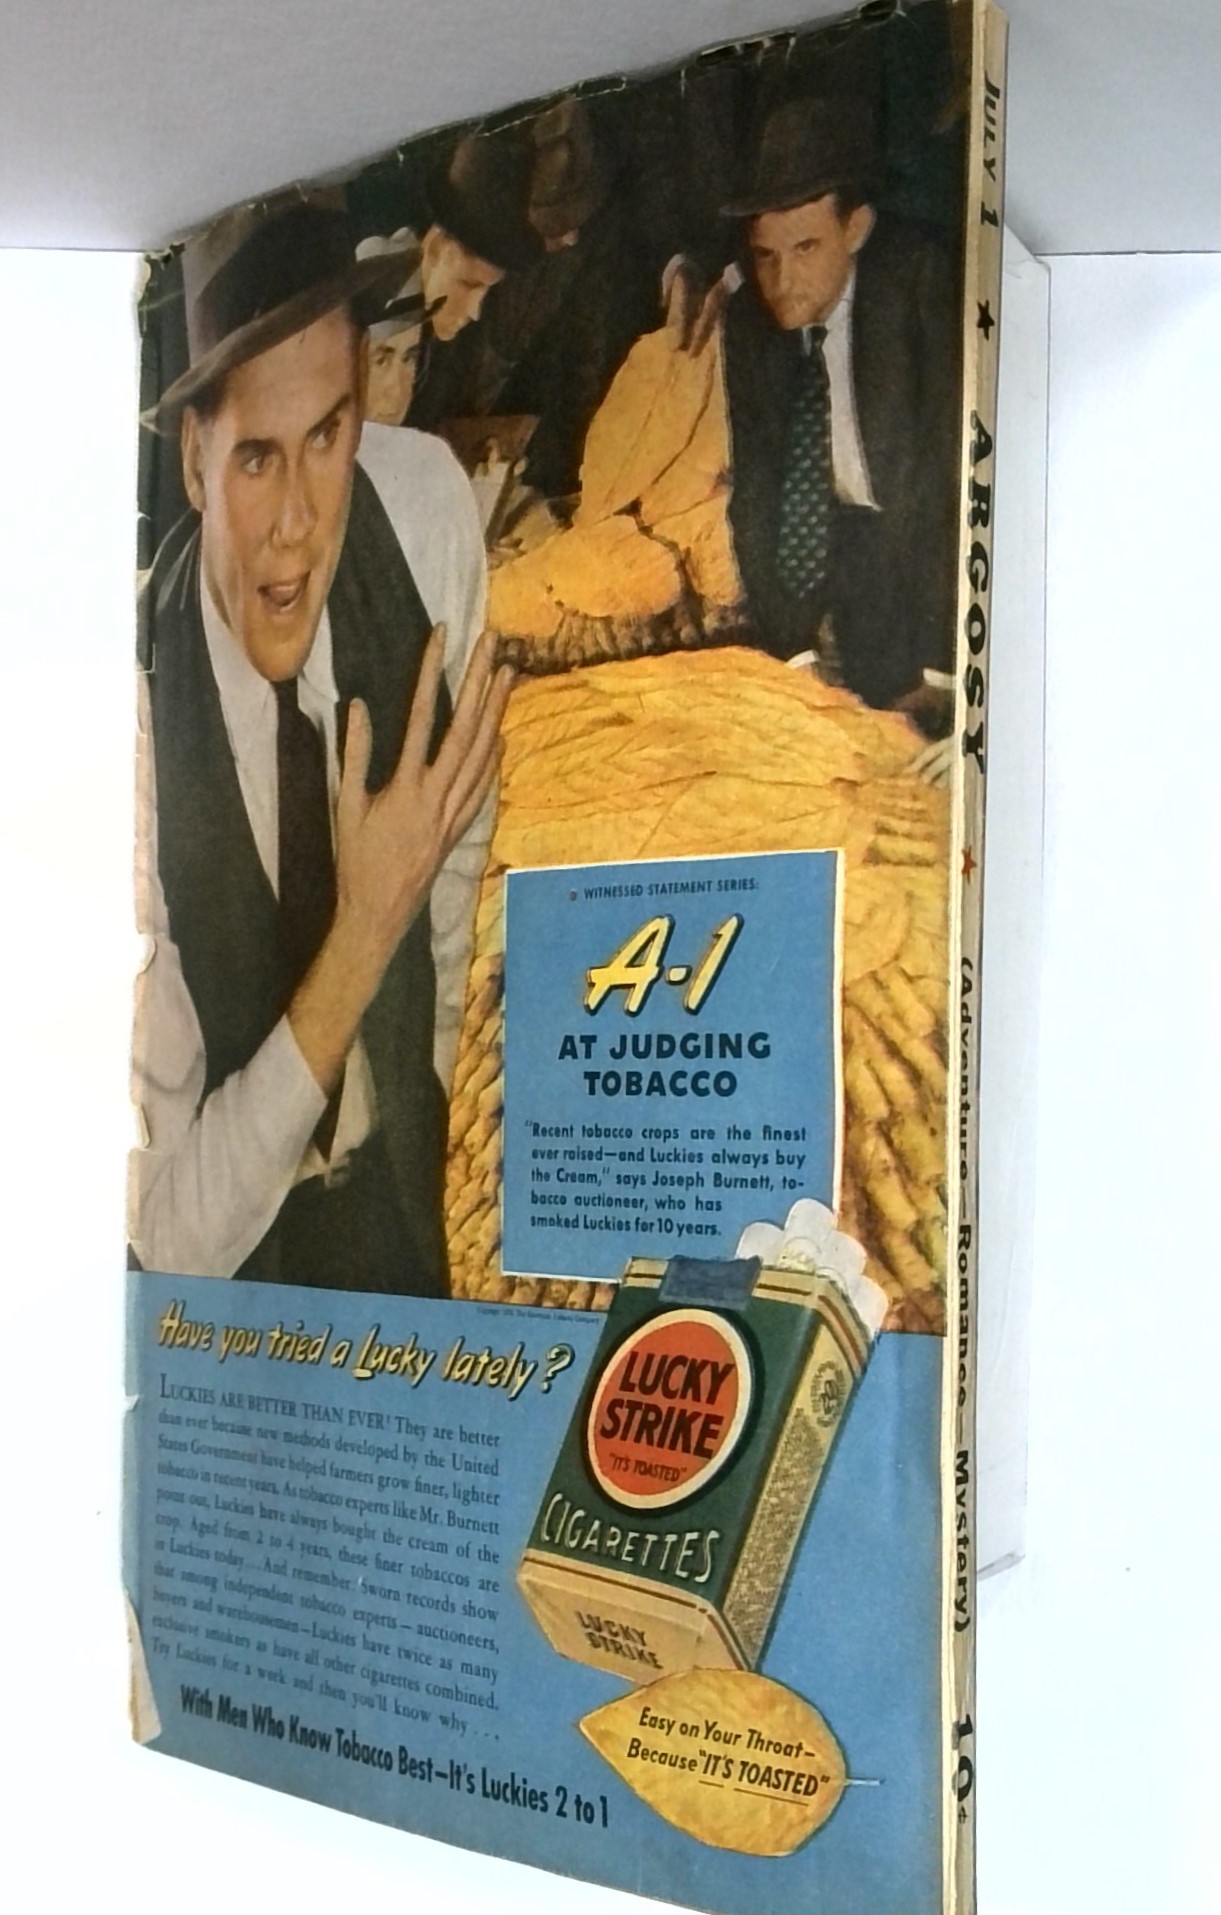 WITNESSED STATEMENT SERIES:
A-1
AT JUDGING
TOBACCO
"Recent tobacco crops are the finest
ever raised—and Luckies always buy
the Cream," says Joseph Burnett, to-
bacco auctioneer, who has
smoked Luckies for 10 years.
Have you tried a Lucky lately?
LUCKIES ARE BETTER THAN EVER! They are better
than ever because new methods developed by the United
States Government have helped farmers grow finer, lighter
tobacco in recent years. As tobacco experts like Mr. Burnett
point out, Luckies have always bought the cream of the
crop. Aged from 2 to 4 years, these finer tobaccos are
in Luckies today... And remember: Sworn records show
that among independent tobacco experts—auctioneers,
buyers and warehousemen—Luckies have twice as many
exclusive smokers as have all other cigarettes combined.
Try Luckies for a week and then you'll know why . . .
With Men Who Know Tobacco Best—It's Luckies 2 to 1
LUCKY
STRIKE
"IT'S TOASTED"
CIGARETTES
LUCKY
STRIKE
Easy on Your Throat—
Because "IT'S TOASTED"
JULY 1 ★ ARGOSY ★ (Adventure—Romance—Mystery) 10¢